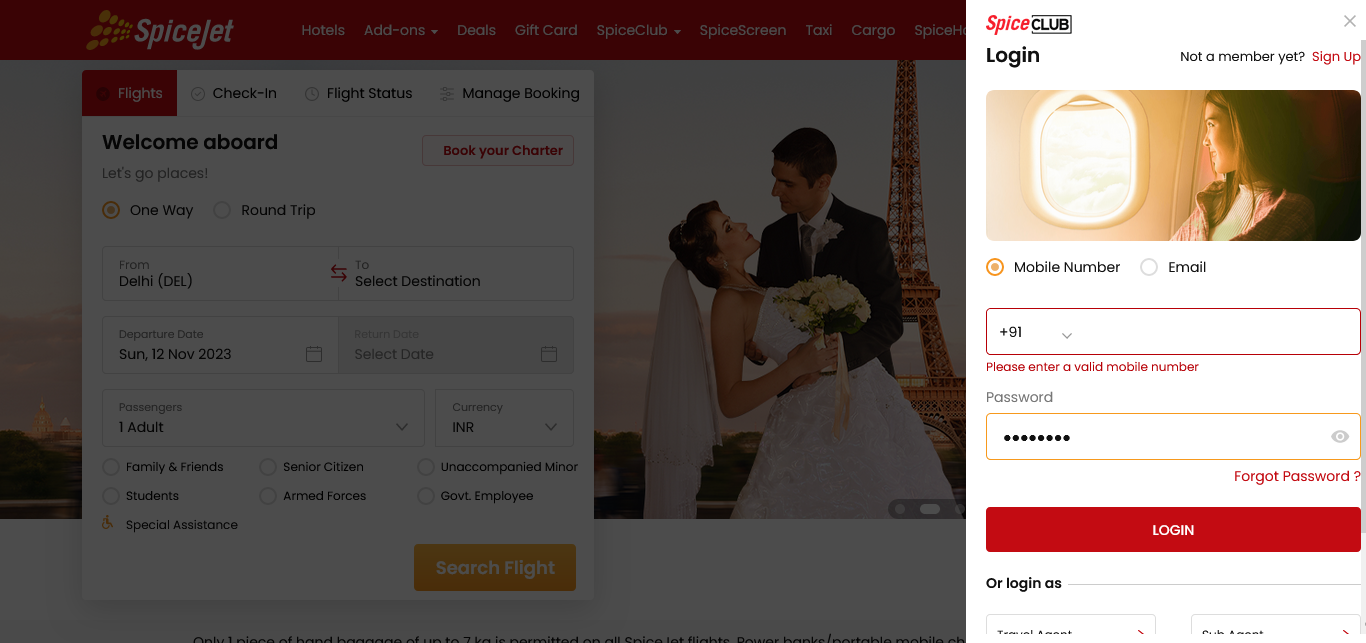 SpiceJet
Hotels Add-ons Deals Gift Card SpiceClub SpiceScreen Taxi Cargo
Flights Check-In Flight Status Manage Booking
Welcome aboard
Book your Charter
Let's go places!
One Way Round Trip
From To
Delhi (DEL) Select Destination
Departure Date Return Date
Sun, 12 Nov 2023 Select Date
Passengers Currency
1 Adult INR
Family & Friends Senior Citizen Unaccompanied Minor
Students Armed Forces Govt. Employee
Special Assistance
Search Flight
Only 1 piece of hand baggage of up to 7 kg is permitted on all SpiceJet flights. Power banks/portable mobile
SpiceCLUB
Login
Not a member yet? Sign Up
Mobile Number Email
+91
Please enter a valid mobile number
Password
Forgot Password ?
LOGIN
Or login as
Travel Agent Sub Agent